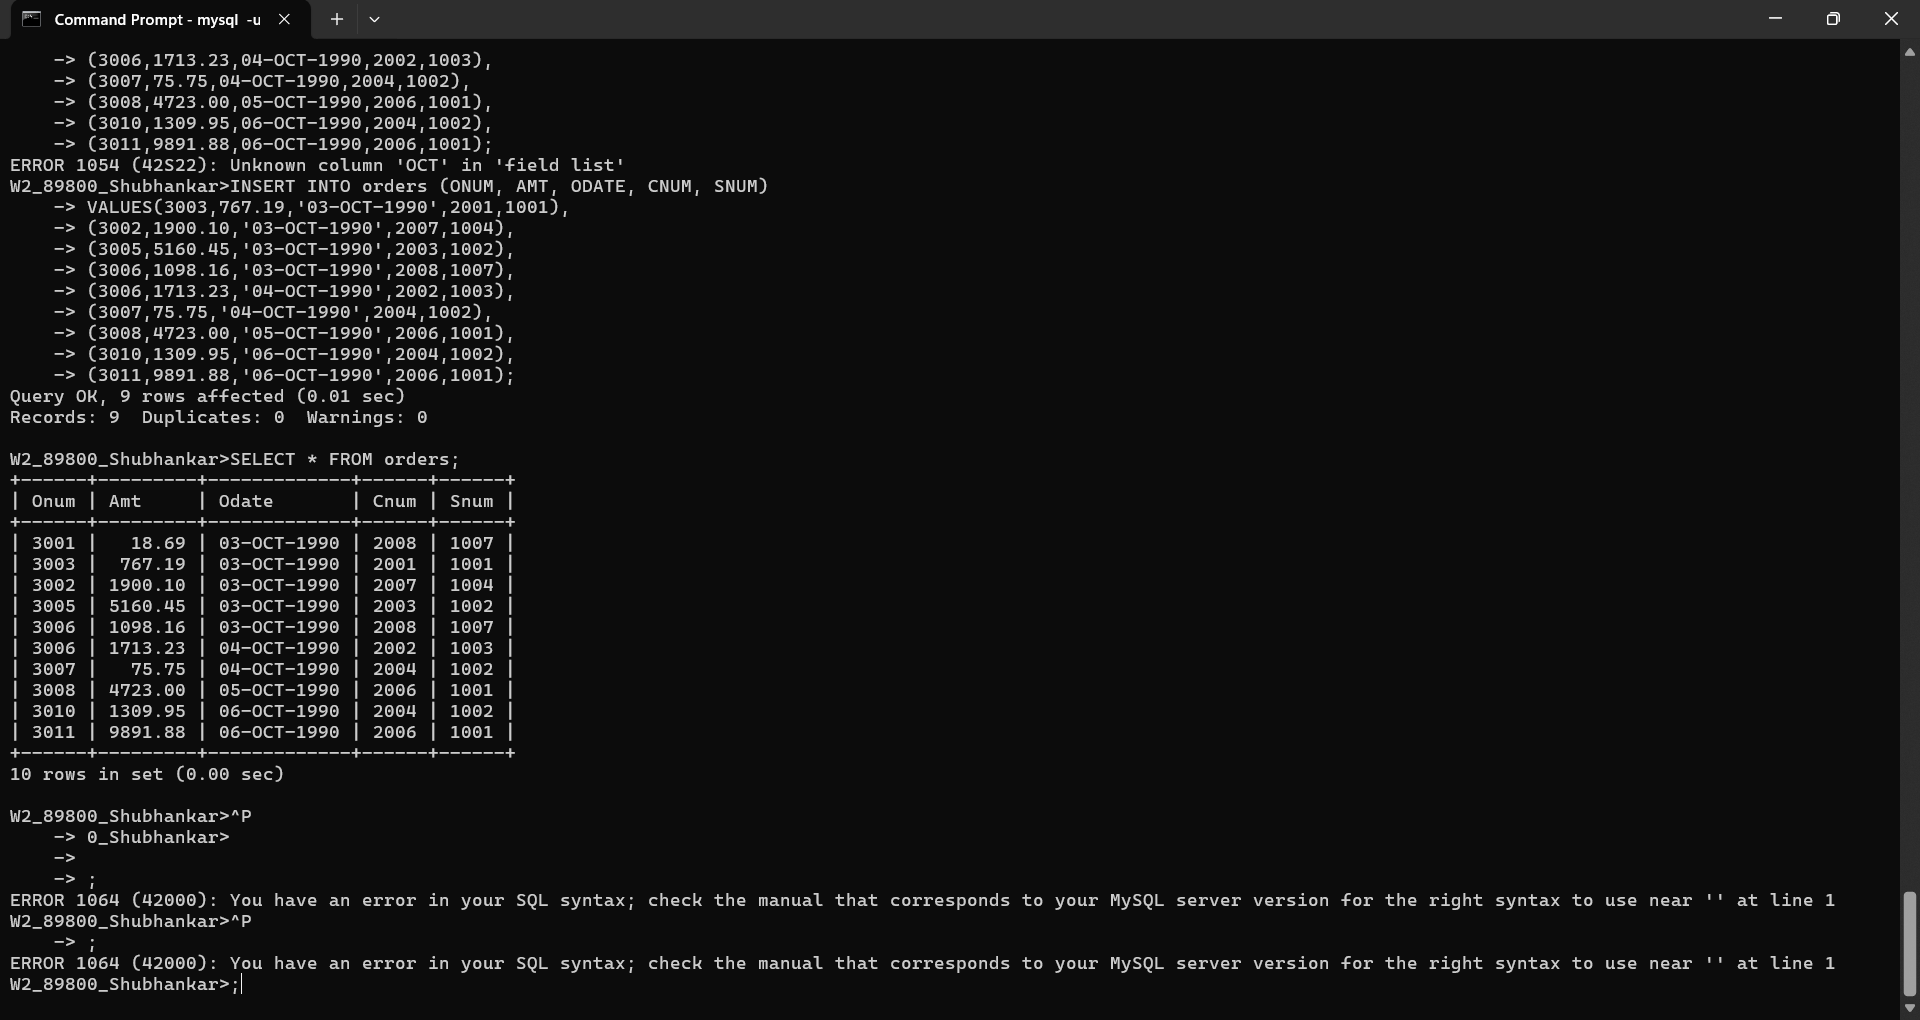 Command Prompt - mysql -u
-> (3006,1713.23,04-OCT-1990,2002,1003),
-> (3007,75.75,04-OCT-1990,2004,1002),
-> (3008,4723.00,05-OCT-1990,2006,1001),
-> (3010,1309.95,06-OCT-1990,2004,1002),
-> (3011,9891.88,06-OCT-1990,2006,1001);
ERROR 1054 (42S22): Unknown column 'OCT' in 'field list'
W2_89800_Shubhankar>INSERT INTO orders (ONUM, AMT, ODATE, CNUM, SNUM)
-> VALUES(3003,767.19,'03-OCT-1990',2001,1001),
-> (3002,1900.10,'03-OCT-1990',2007,1004),
-> (3005,5160.45,'03-OCT-1990',2003,1002),
-> (3006,1098.16,'03-OCT-1990',2008,1007),
-> (3006,1713.23,'04-OCT-1990',2002,1003),
-> (3007,75.75,'04-OCT-1990',2004,1002),
-> (3008,4723.00,'05-OCT-1990',2006,1001),
-> (3010,1309.95,'06-OCT-1990',2004,1002),
-> (3011,9891.88,'06-OCT-1990',2006,1001);
Query OK, 9 rows affected (0.01 sec)
Records: 9  Duplicates: 0  Warnings: 0
W2_89800_Shubhankar>SELECT * FROM orders;
+------+---------+-------------+------+------+
| Onum | Amt     | Odate       | Cnum | Snum |
+------+---------+-------------+------+------+
| 3001 |   18.69 | 03-OCT-1990 | 2008 | 1007 |
| 3003 |  767.19 | 03-OCT-1990 | 2001 | 1001 |
| 3002 | 1900.10 | 03-OCT-1990 | 2007 | 1004 |
| 3005 | 5160.45 | 03-OCT-1990 | 2003 | 1002 |
| 3006 | 1098.16 | 03-OCT-1990 | 2008 | 1007 |
| 3006 | 1713.23 | 04-OCT-1990 | 2002 | 1003 |
| 3007 |   75.75 | 04-OCT-1990 | 2004 | 1002 |
| 3008 | 4723.00 | 05-OCT-1990 | 2006 | 1001 |
| 3010 | 1309.95 | 06-OCT-1990 | 2004 | 1002 |
| 3011 | 9891.88 | 06-OCT-1990 | 2006 | 1001 |
+------+---------+-------------+------+------+
10 rows in set (0.00 sec)
W2_89800_Shubhankar>^P
-> 0_Shubhankar>
->
-> ;
ERROR 1064 (42000): You have an error in your SQL syntax; check the manual that corresponds to your MySQL server version for the right syntax to use near '' at line 1
W2_89800_Shubhankar>^P
-> ;
ERROR 1064 (42000): You have an error in your SQL syntax; check the manual that corresponds to your MySQL server version for the right syntax to use near '' at line 1
W2_89800_Shubhankar>;